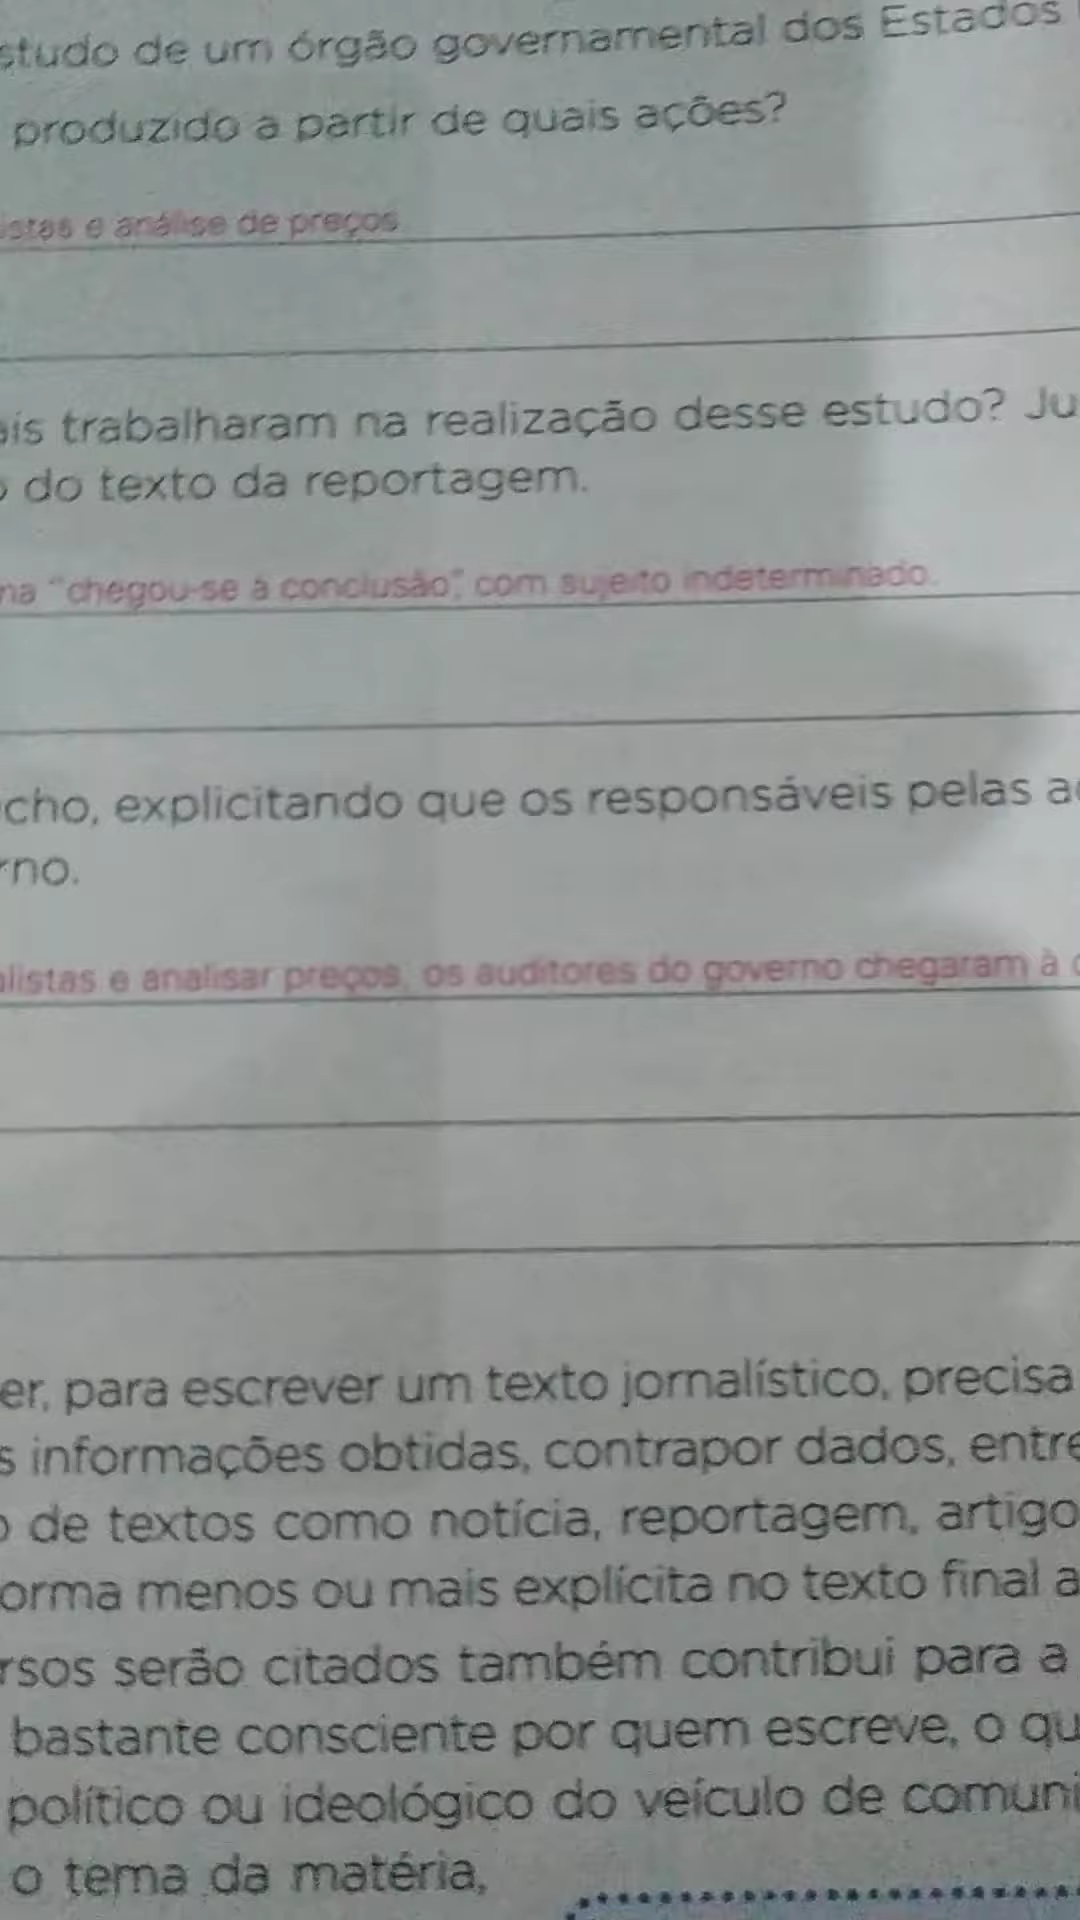 studo de um órgão governamental dos Estados
produzido a partir de quais ações?
istas e análise de preços
ais trabalharam na realização desse estudo? Ju
o do texto da reportagem.
ma "chegou-se à conclusão", com sujeito indeterminado.
cho, explicitando que os responsáveis pelas a
rno.
alistas e analisar preços, os auditores do governo chegaram à c
er, para escrever um texto jornalístico, precisa
s informações obtidas, contrapor dados, entre
o de textos como notícia, reportagem, artigo
orma menos ou mais explícita no texto final a
rsos serão citados também contribui para a
bastante consciente por quem escreve, o qu
político ou ideológico do veículo de comuni
o tema da matéria,